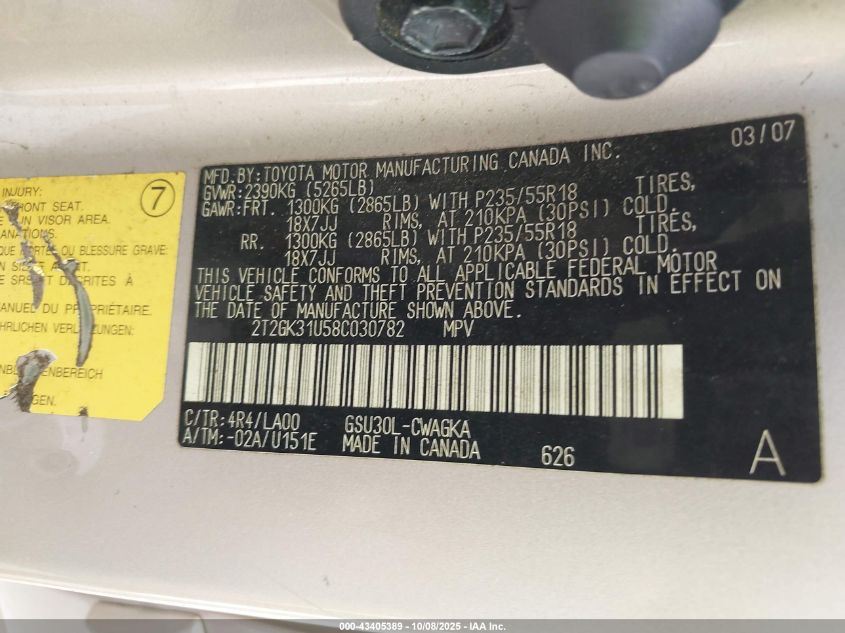 03/07
MFD.BY:TOYOTA MOTOR MANUFACTURING CANADA INC.
GVWR:2390KG (5265LB)
GAWR:FRT. 1300KG (2865LB) WITH P235/55R18 TIRES,
18X7JJ RIMS, AT 210KPA (30PSI) COLD.
RR. 1300KG (2865LB) WITH P235/55R18 TIRES,
18X7JJ RIMS, AT 210KPA (30PSI) COLD.
THIS VEHICLE CONFORMS TO ALL APPLICABLE FEDERAL MOTOR
VEHICLE SAFETY AND THEFT PREVENTION STANDARDS IN EFFECT ON
THE DATE OF MANUFACTURE SHOWN ABOVE.
2T2GK31U58C030782 MPV
C/TR:4R4/LA00 GSU30L-CWAGKA
A/TM:-02A/U151E MADE IN CANADA 626
A
7
INJURY:
SEAT.
VISOR AREA.
OU BLESSURE GRAVE
À
MANUEL DU PROPRIÉTAIRE.
000-43405389 - 10/08/2025 - IAA Inc.